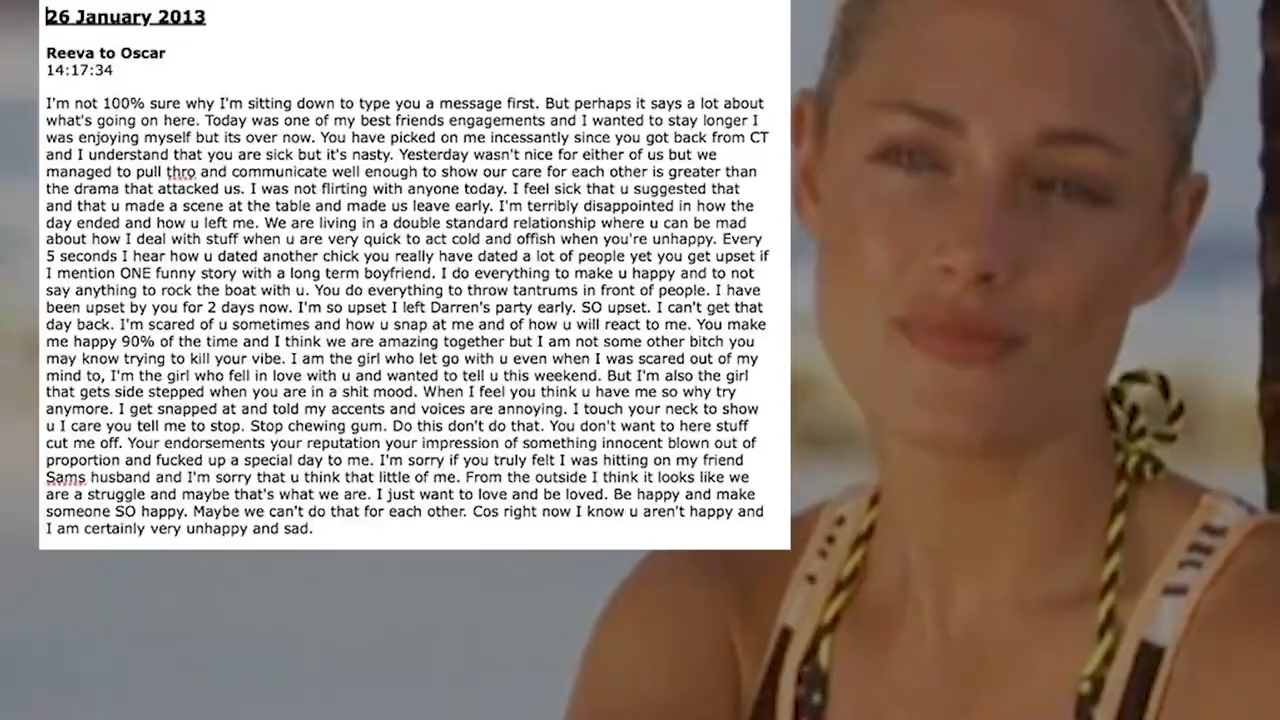 26 January 2013
Reeva to Oscar
14:17:34
I'm not 100% sure why I'm sitting down to type you a message first. But perhaps it says a lot about
what's going on here. Today was one of my best friends engagements and I wanted to stay longer I
was enjoying myself but its over now. You have picked on me incessantly since you got back from CT
and I understand that you are sick but it's nasty. Yesterday wasn't nice for either of us but we
managed to pull thro and communicate well enough to show our care for each other is greater than
the drama that attacked us. I was not flirting with anyone today. I feel sick that u suggested that
and that u made a scene at the table and made us leave early. I'm terribly disappointed in how the
day ended and how u left me. We are living in a double standard relationship where u can be mad
about how I deal with stuff when u are very quick to act cold and offish when you're unhappy. Every
5 seconds I hear how u dated another chick you really have dated a lot of people yet you get upset if
I mention ONE funny story with a long term boyfriend. I do everything to make u happy and to not
say anything to rock the boat with u. You do everything to throw tantrums in front of people. I have
been upset by you for 2 days now. I'm so upset I left Darren's party early. SO upset. I can't get that
day back. I'm scared of u sometimes and how u snap at me and of how u will react to me. You make
me happy 90% of the time and I think we are amazing together but I am not some other bitch you
may know trying to kill your vibe. I am the girl who let go with u even when I was scared out of my
mind to, I'm the girl who fell in love with u and wanted to tell u this weekend. But I'm also the girl
that gets side stepped when you are in a shit mood. When I feel you think u have me so why try
anymore. I get snapped at and told my accents and voices are annoying. I touch your neck to show
u I care you tell me to stop. Stop chewing gum. Do this don't do that. You don't want to here stuff
cut me off. Your endorsements your reputation your impression of something innocent blown out of
proportion and fucked up a special day to me. I'm sorry if you truly felt I was hitting on my friend
Sams husband and I'm sorry that u think that little of me. From the outside I think it looks like we
are a struggle and maybe that's what we are. I just want to love and be loved. Be happy and make
someone SO happy. Maybe we can't do that for each other. Cos right now I know u aren't happy and
I am certainly very unhappy and sad.